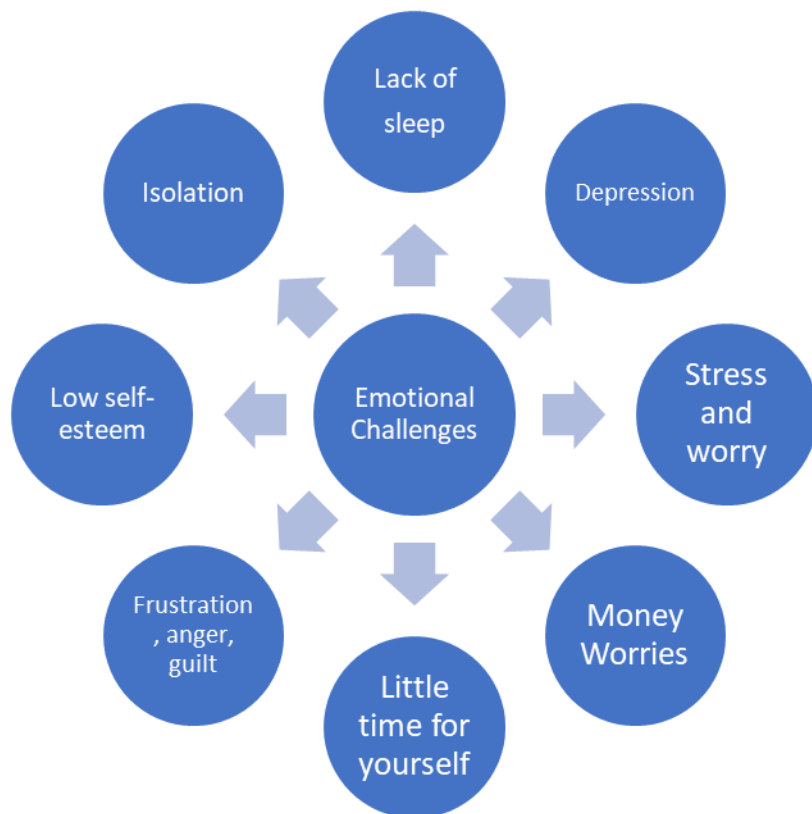 Lack of
sleep
Depression
Stress
and
worry
Money
Worries
Little
time for
yourself
Frustration
, anger,
guilt
Low self-
esteem
Isolation
Emotional
Challenges